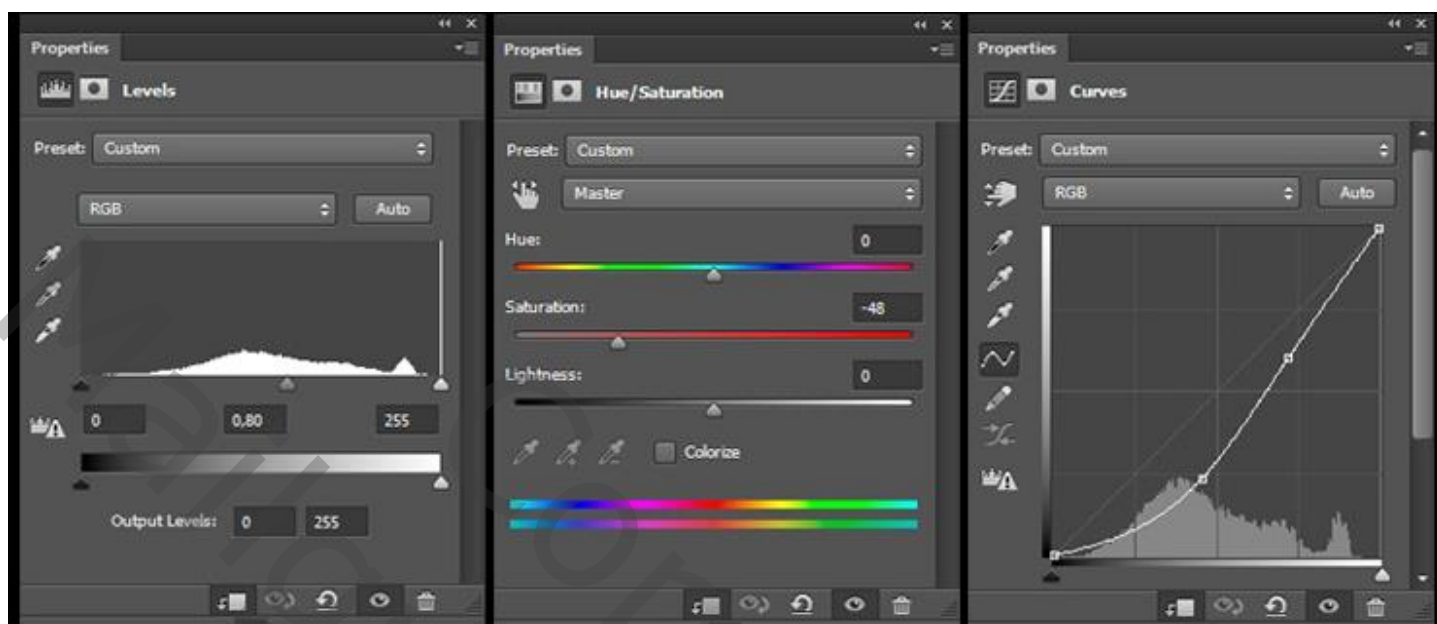 Properties
Levels
Preset: Custom
RGB
Auto
0
0,80
255
Output Levels: 0 255
Properties
Hue/Saturation
Preset: Custom
Master
Hue: 0
Saturation: -48
Lightness: 0
Colorize
Properties
Curves
Preset: Custom
RGB
Auto